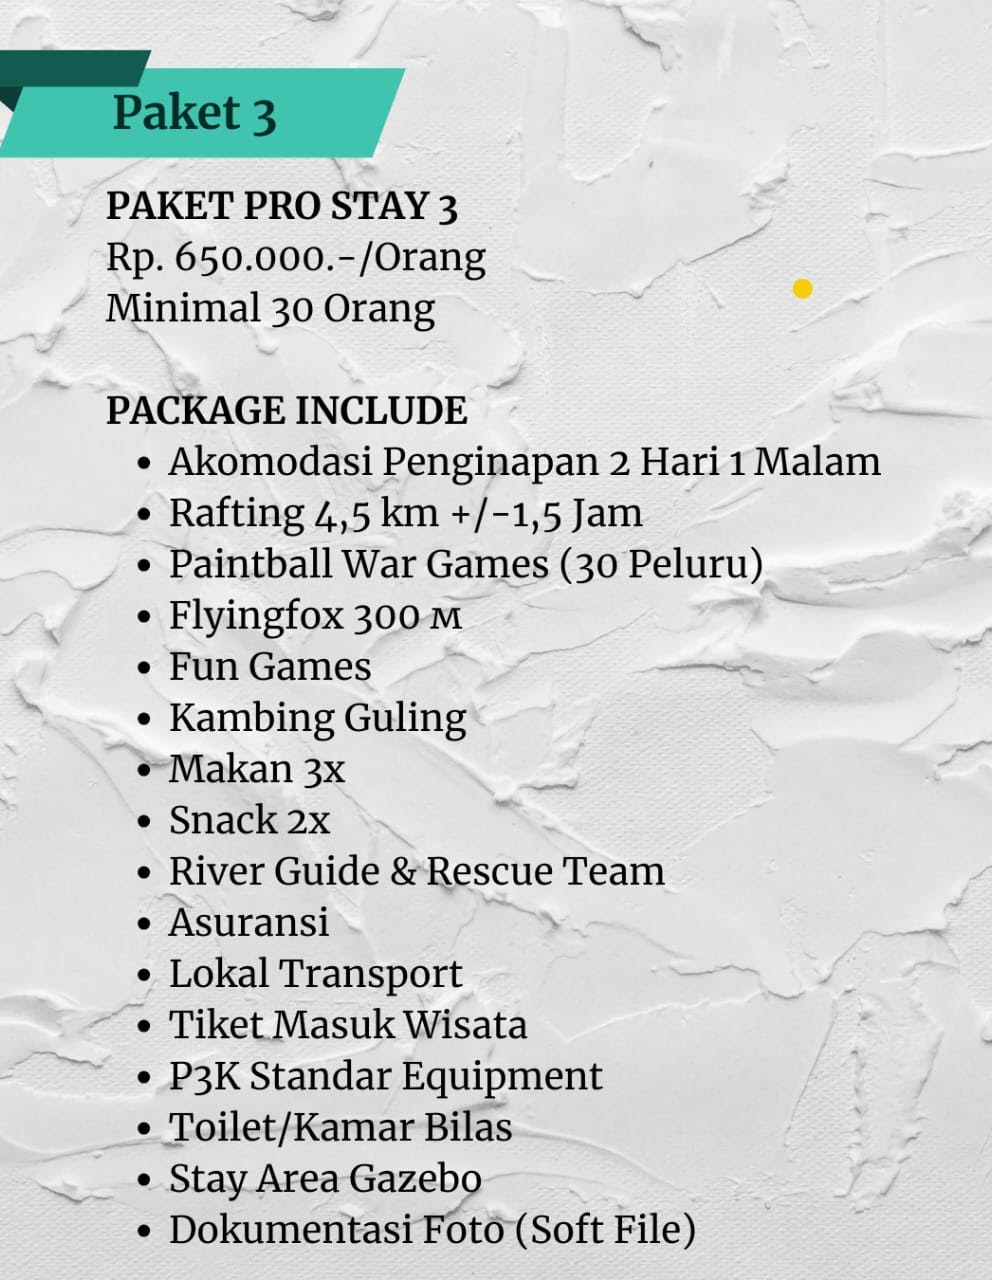 Paket 3
PAKET PRO STAY 3
Rp. 650.000.-/Orang
Minimal 30 Orang
PACKAGE INCLUDE
• Akomodasi Penginapan 2 Hari 1 Malam
• Rafting 4,5 km +/-1,5 Jam
• Paintball War Games (30 Peluru)
• Flyingfox 300 M
• Fun Games
• Kambing Guling
• Makan 3x
• Snack 2x
• River Guide & Rescue Team
• Asuransi
• Lokal Transport
• Tiket Masuk Wisata
• P3K Standar Equipment
• Toilet/Kamar Bilas
• Stay Area Gazebo
• Dokumentasi Foto (Soft File)